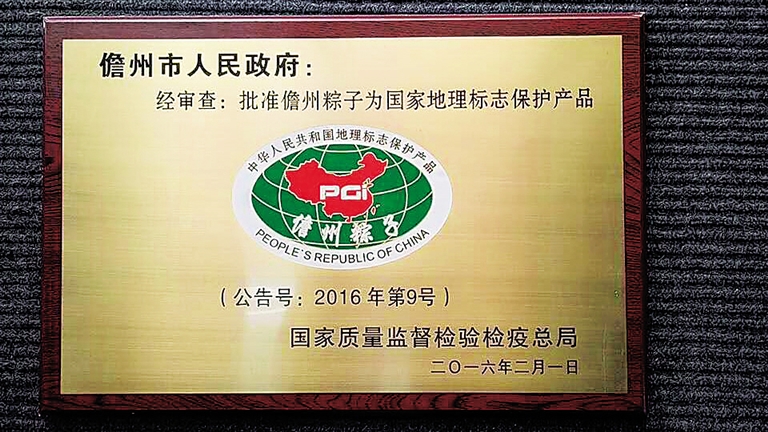 儋州市人民政府：
经审查：批准儋州粽子为国家地理标志保护产品
中华人民共和国地理标志保护产品
PGi
儋州粽子
PEOPLE'S REPUBLIC OF CHINA
（公告号：2016年第9号）
国家质量监督检验检疫总局
二〇一六年二月一日